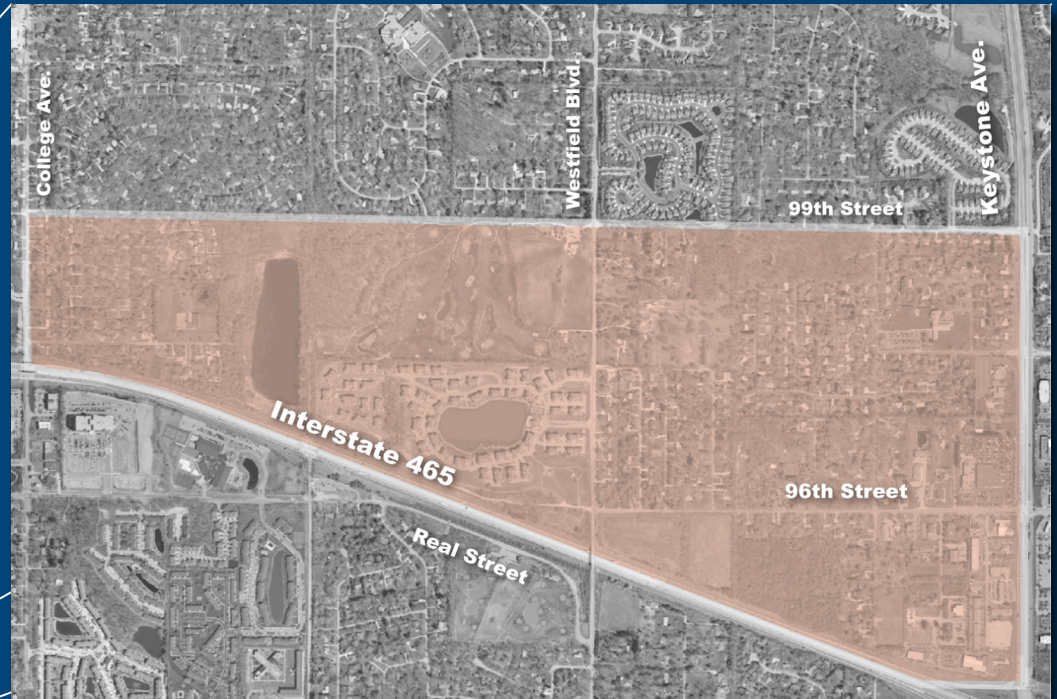 College Ave.
Westfield Blvd.
Keystone Ave.
99th Street
Interstate 465
96th Street
Real Street